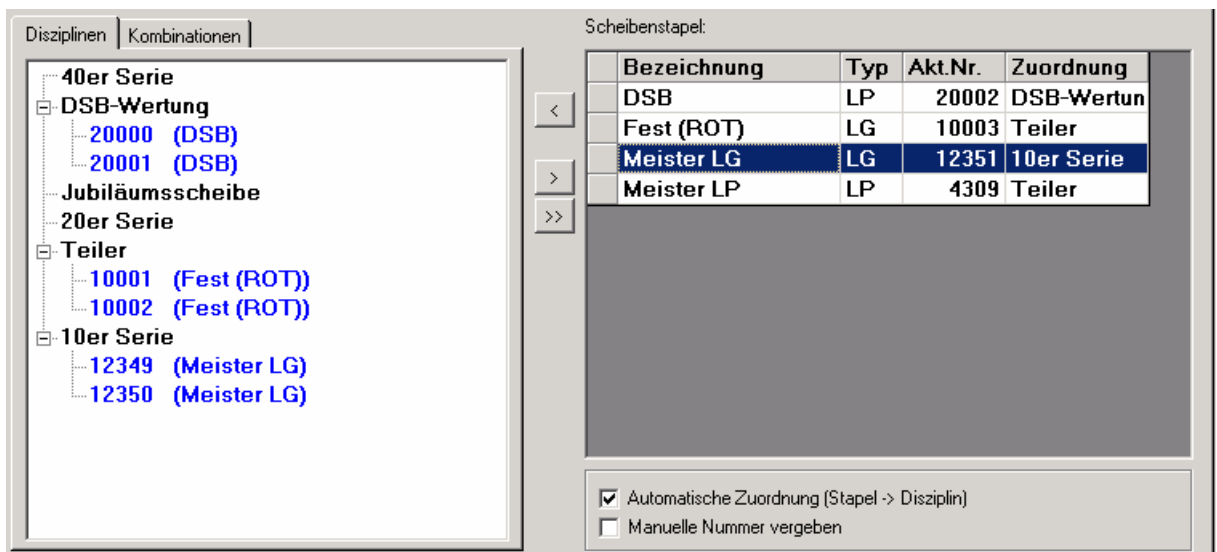 Disziplinen Kombinationen
40er Serie
DSB-Wertung
20000 (DSB)
20001 (DSB)
Jubiläumsscheibe
20er Serie
Teiler
10001 (Fest (ROT))
10002 (Fest (ROT))
10er Serie
12349 (Meister LG)
12350 (Meister LG)
<
>
>>
Scheibenstapel:
Bezeichnung Typ Akt.Nr. Zuordnung
DSB LP 20002 DSB-Wertun
Fest (ROT) LG 10003 Teiler
Meister LG LG 12351 10er Serie
Meister LP LP 4309 Teiler
Automatische Zuordnung (Stapel -> Disziplin)
Manuelle Nummer vergeben